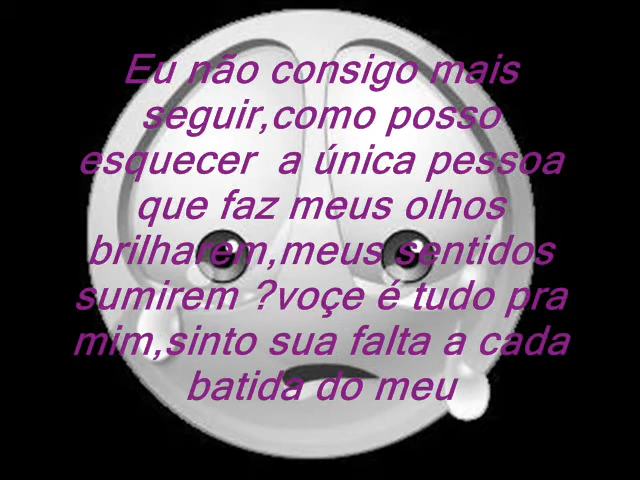 Eu não consigo mais
seguir,como posso
esquecer  a única pessoa
que faz meus olhos
brilharem,meus sentidos
sumirem ?voçe é tudo pra
mim,sinto sua falta a cada
batida do meu